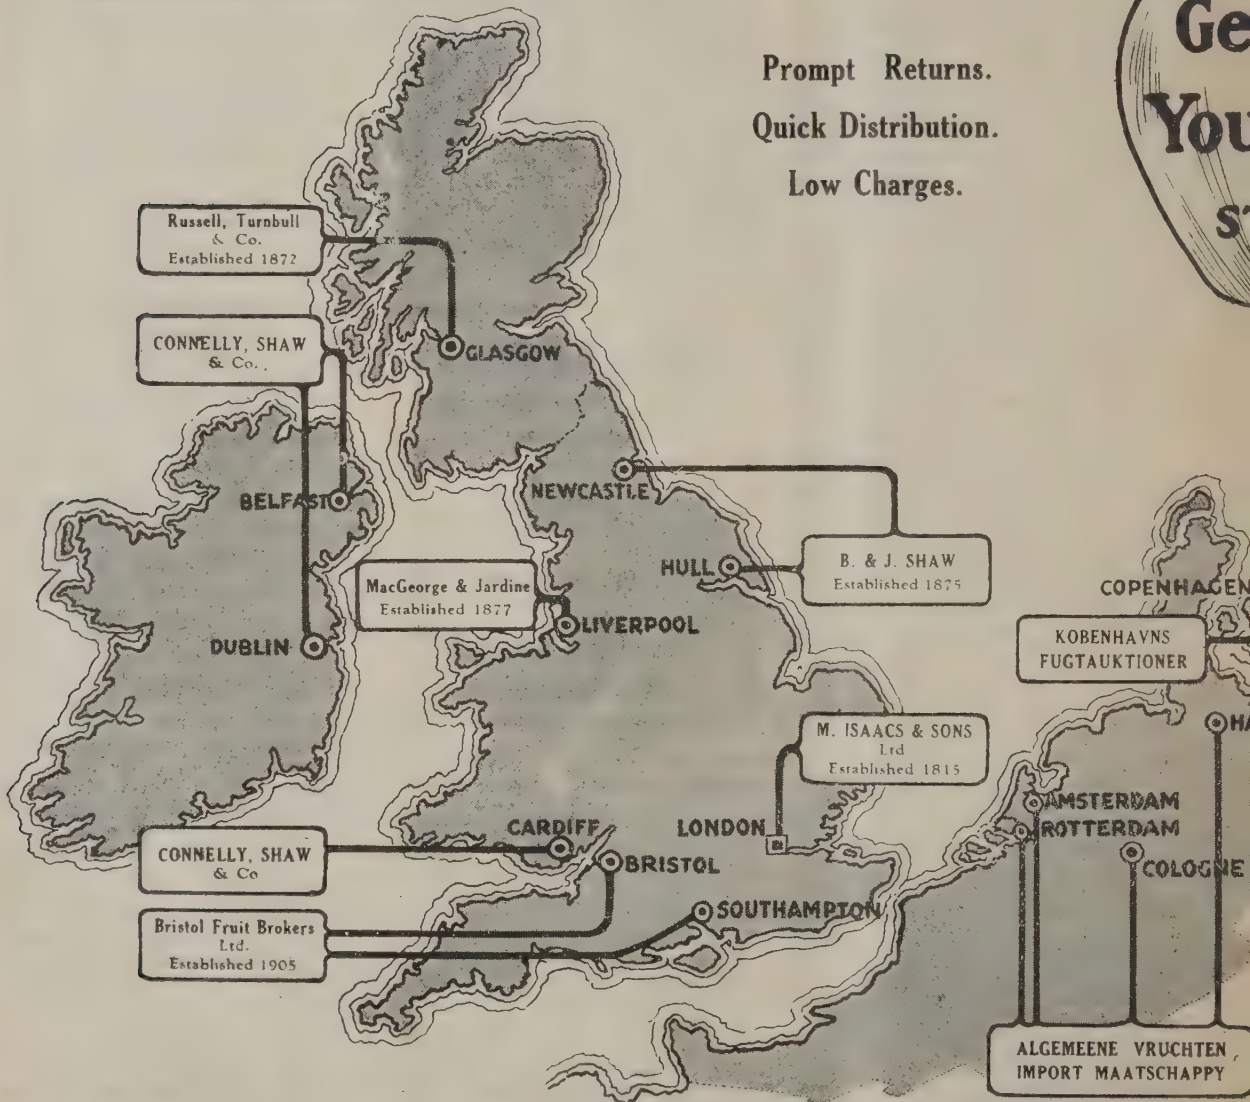 Ge
You
ST
Prompt Returns.
Quick Distribution.
Low Charges.
Russell, Turnbull
& Co.
Established 1872
CONNELLY, SHAW
& Co.
GLASGOW
BELFAST
NEWCASTLE
HULL
B. & J. SHAW
Established 1875
MacGeorge & Jardine
Established 1877
LIVERPOOL
DUBLIN
COPENHAGEN
KOBENHAVNS
FUGTAUKTIONER
M. ISAACS & SONS
Ltd
Established 1815
HA
AMSTERDAM
ROTTERDAM
COLOGNE
CARDIFF
LONDON
CONNELLY, SHAW
& Co
BRISTOL
SOUTHAMPTON
Bristol Fruit Brokers
Ltd.
Established 1905
ALGEMEENE VRUCHTEN
IMPORT MAATSCHAPPY